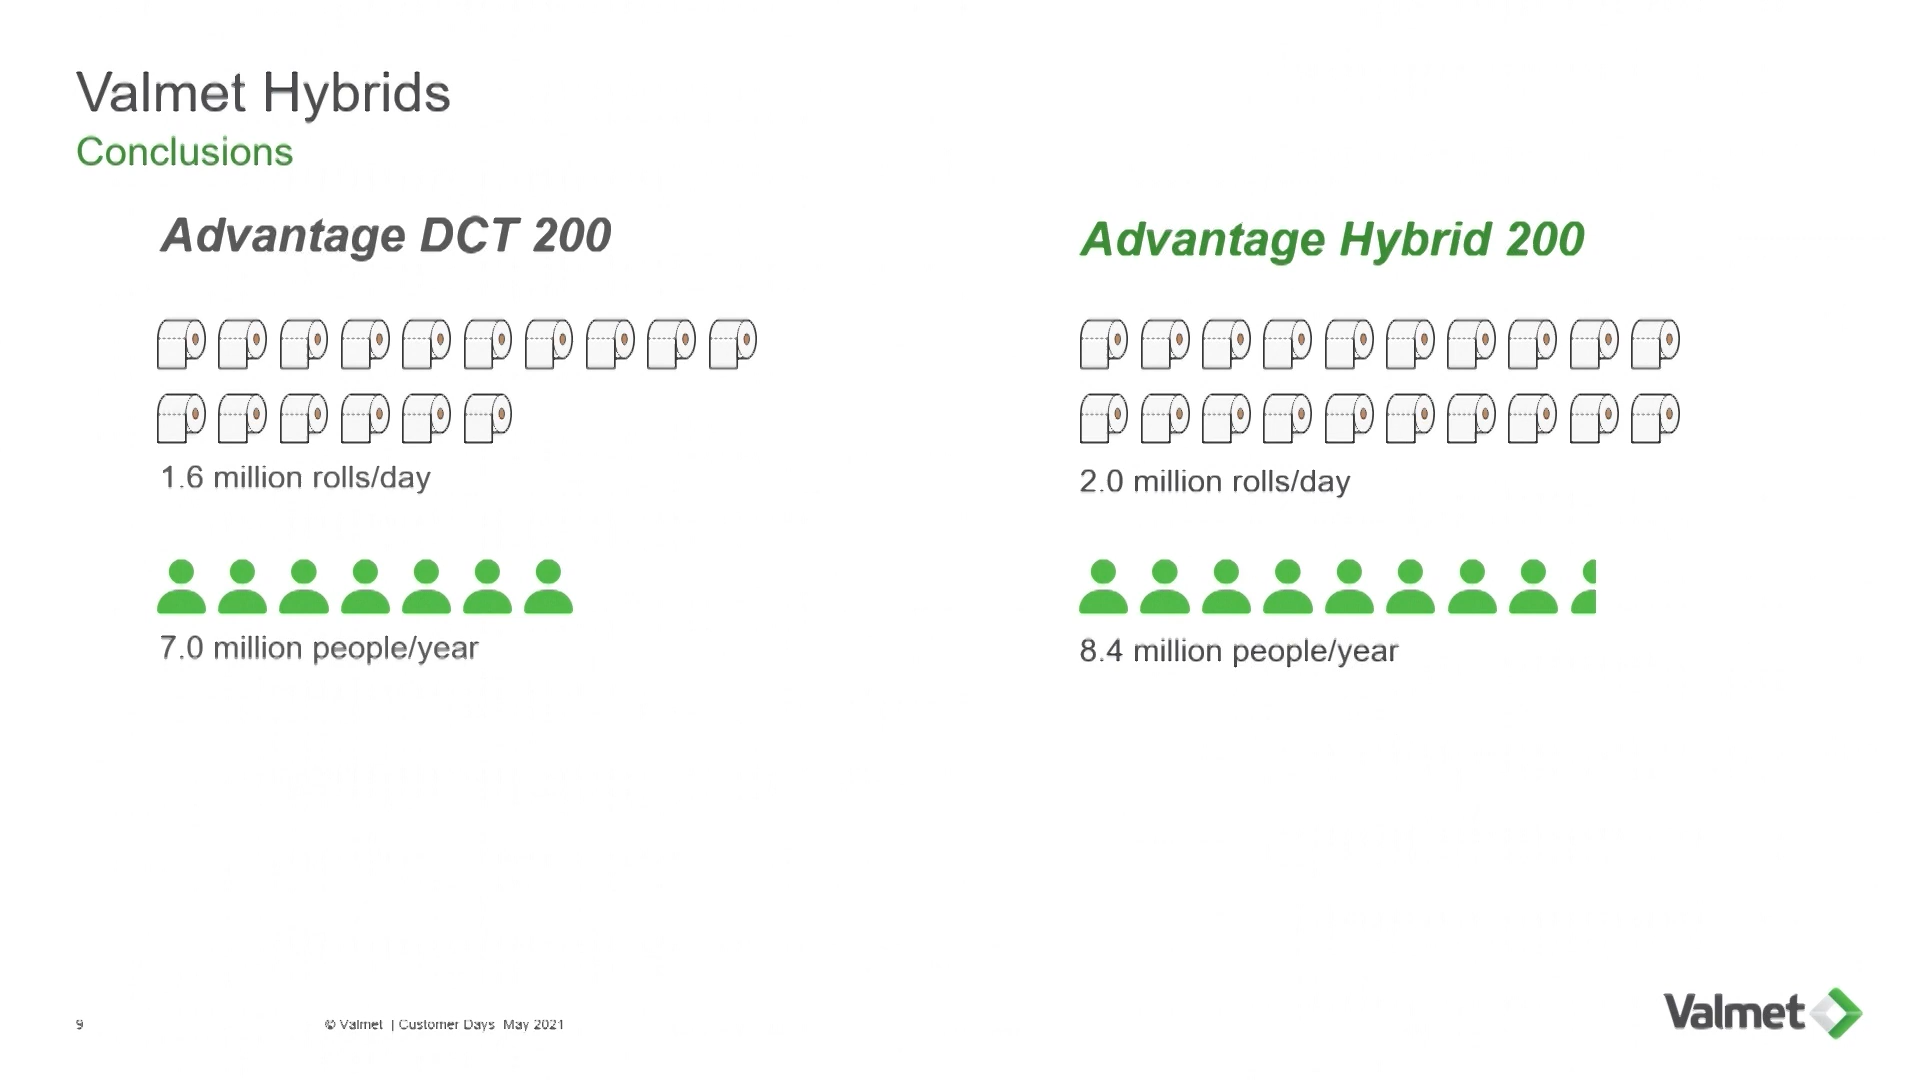 Valmet Hybrids
Conclusions
Advantage DCT 200
1.6 million rolls/day
7.0 million people/year
Advantage Hybrid 200
2.0 million rolls/day
8.4 million people/year
9
© Valmet | Customer Days May 2021
Valmet